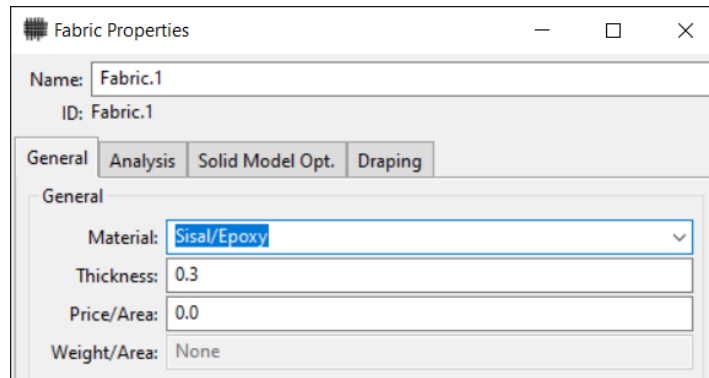 Fabric Properties
Name: Fabric.1
ID: Fabric.1
General Analysis Solid Model Opt. Draping
General
Material: Sisal/Epoxy
Thickness: 0.3
Price/Area: 0.0
Weight/Area: None